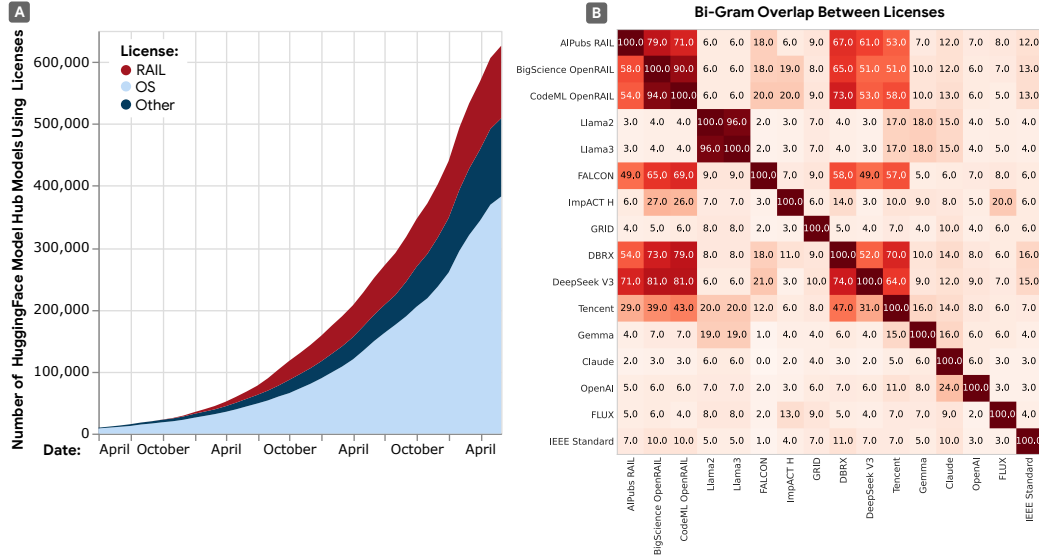 A
Number of HuggingFace Model Hub Models Using Licenses
License:
RAIL
OS
Other
600,000
500,000
400,000
300,000
200,000
100,000
0
Date: April October April October April October April
B
Bi-Gram Overlap Between Licenses
AIPubs RAIL 100.0 79.0 71.0 6.0 6.0 18.0 6.0 9.0 67.0 61.0 53.0 7.0 12.0 7.0 8.0 12.0
BigScience OpenRAIL 58.0 100.0 90.0 6.0 6.0 18.0 19.0 8.0 65.0 51.0 51.0 10.0 12.0 6.0 7.0 13.0
CodeML OpenRAIL 54.0 94.0 100.0 6.0 6.0 20.0 20.0 9.0 73.0 53.0 58.0 10.0 13.0 6.0 5.0 13.0
Llama2 3.0 4.0 4.0 100.0 96.0 2.0 3.0 7.0 4.0 3.0 17.0 18.0 15.0 4.0 5.0 4.0
Llama3 3.0 4.0 4.0 96.0 100.0 2.0 3.0 7.0 4.0 3.0 17.0 18.0 15.0 4.0 5.0 4.0
FALCON 49.0 65.0 69.0 9.0 9.0 100.0 7.0 9.0 58.0 49.0 57.0 5.0 6.0 7.0 8.0 6.0
ImpACT H 6.0 27.0 26.0 7.0 7.0 3.0 100.0 6.0 14.0 3.0 10.0 9.0 8.0 5.0 20.0 6.0
GRID 4.0 5.0 6.0 8.0 8.0 2.0 3.0 100.0 5.0 4.0 7.0 4.0 10.0 4.0 6.0 6.0
DBRX 54.0 73.0 79.0 8.0 8.0 18.0 11.0 9.0 100.0 52.0 70.0 10.0 14.0 8.0 6.0 16.0
DeepSeek V3 71.0 81.0 81.0 6.0 6.0 21.0 3.0 10.0 74.0 100.0 64.0 9.0 12.0 9.0 7.0 15.0
Tencent 29.0 39.0 43.0 20.0 20.0 12.0 6.0 8.0 47.0 31.0 100.0 16.0 14.0 8.0 6.0 7.0
Gemma 4.0 7.0 7.0 19.0 19.0 1.0 4.0 4.0 6.0 4.0 15.0 100.0 16.0 6.0 6.0 4.0
Claude 2.0 3.0 3.0 6.0 6.0 0.0 2.0 4.0 3.0 2.0 5.0 6.0 100.0 6.0 3.0 3.0
OpenAI 5.0 6.0 6.0 7.0 7.0 2.0 3.0 6.0 7.0 6.0 11.0 8.0 24.0 100.0 3.0 3.0
FLUX 5.0 6.0 4.0 8.0 8.0 2.0 13.0 9.0 5.0 4.0 7.0 7.0 9.0 2.0 100.0 4.0
IEEE Standard 7.0 10.0 10.0 5.0 5.0 1.0 4.0 7.0 11.0 7.0 7.0 5.0 10.0 3.0 3.0 100.0
AIPubs RAIL
BigScience OpenRAIL
CodeML OpenRAIL
Llama2
Llama3
FALCON
ImpACT H
GRID
DBRX
DeepSeek V3
Tencent
Gemma
Claude
OpenAI
FLUX
IEEE Standard